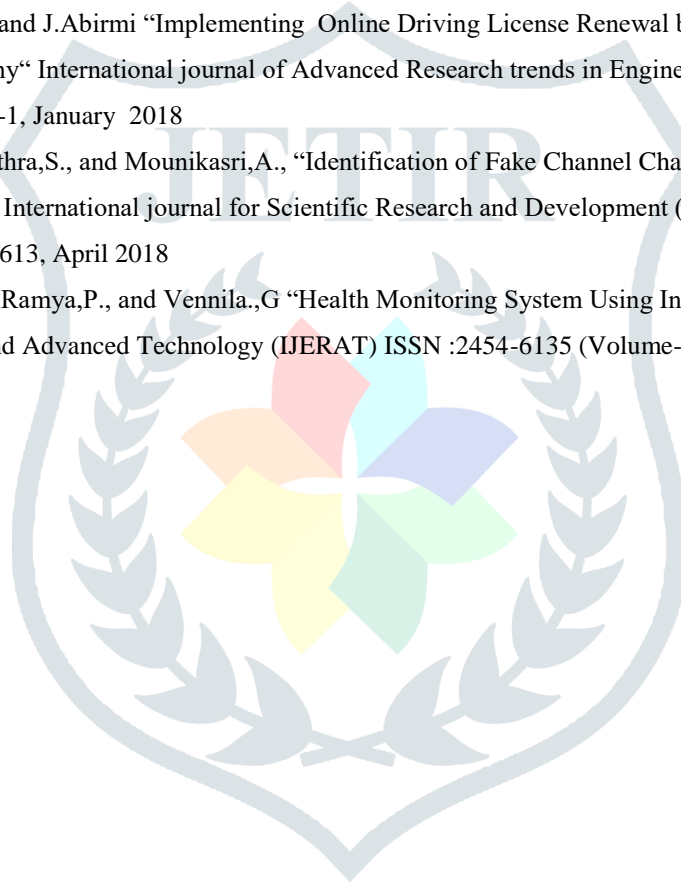 and J.Abirmi “Implementing Online Driving License Renewal b
ny“ International journal of Advanced Research trends in Engine
-1, January 2018
thra,S., and Mounikasri,A., “Identification of Fake Channel Cha
International journal for Scientific Research and Development (
613, April 2018
Ramya,P., and Vennila.,G “Health Monitoring System Using In
nd Advanced Technology (IJERAT) ISSN :2454-6135 (Volume-
JETIR